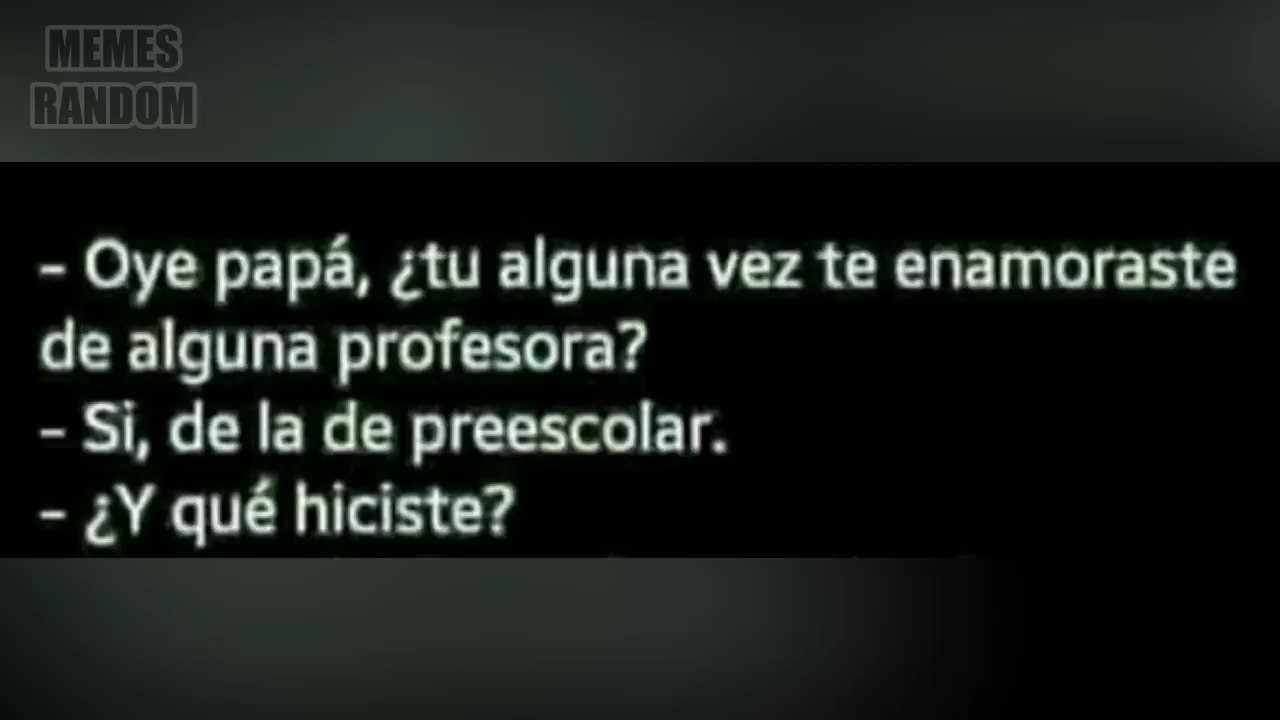 MEMES
RANDOM
– Oye papá, ¿tu alguna vez te enamoraste
de alguna profesora?
– Si, de la de preescolar.
– ¿Y qué hiciste?